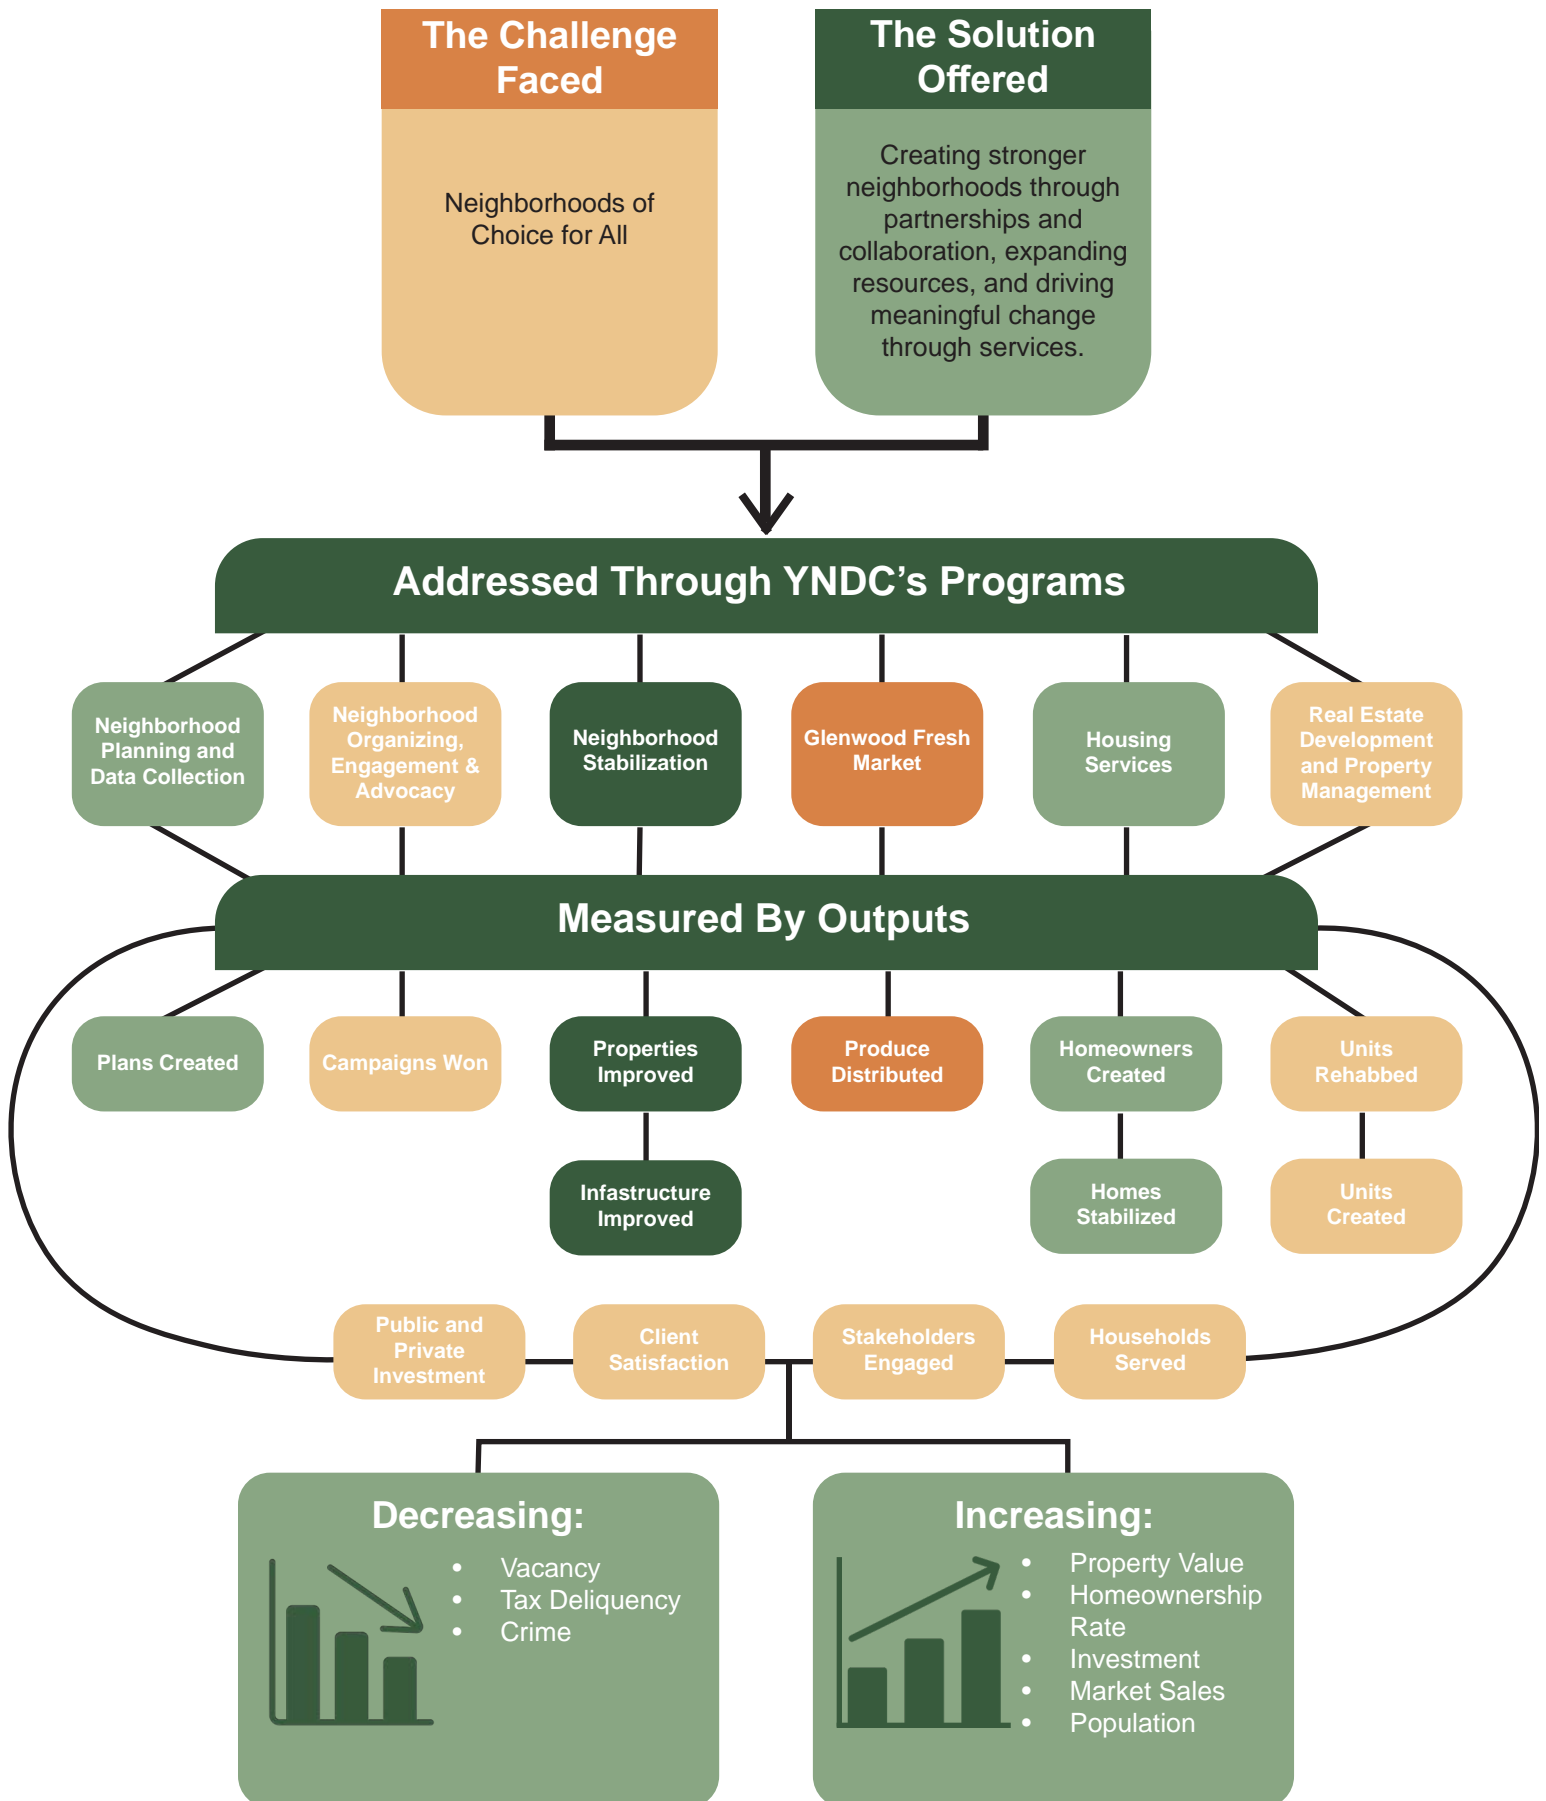 The Challenge
Faced
Neighborhoods of
Choice for All
The Solution
Offered
Creating stronger
neighborhoods through
partnerships and
collaboration, expanding
resources, and driving
meaningful change
through services.
Addressed Through YNDC’s Programs
Neighborhood
Planning and
Data Collection
Neighborhood
Organizing,
Engagement &
Advocacy
Neighborhood
Stabilization
Glenwood Fresh
Market
Housing
Services
Real Estate
Development
and Property
Management
Measured By Outputs
Plans Created
Campaigns Won
Properties
Improved
Produce
Distributed
Homeowners
Created
Units
Rehabbed
Infastructure
Improved
Homes
Stabilized
Units
Created
Public and
Private
Investment
Client
Satisfaction
Stakeholders
Engaged
Households
Served
Decreasing:
• Vacancy
• Tax Deliquency
• Crime
Increasing:
• Property Value
• Homeownership
Rate
• Investment
• Market Sales
• Population